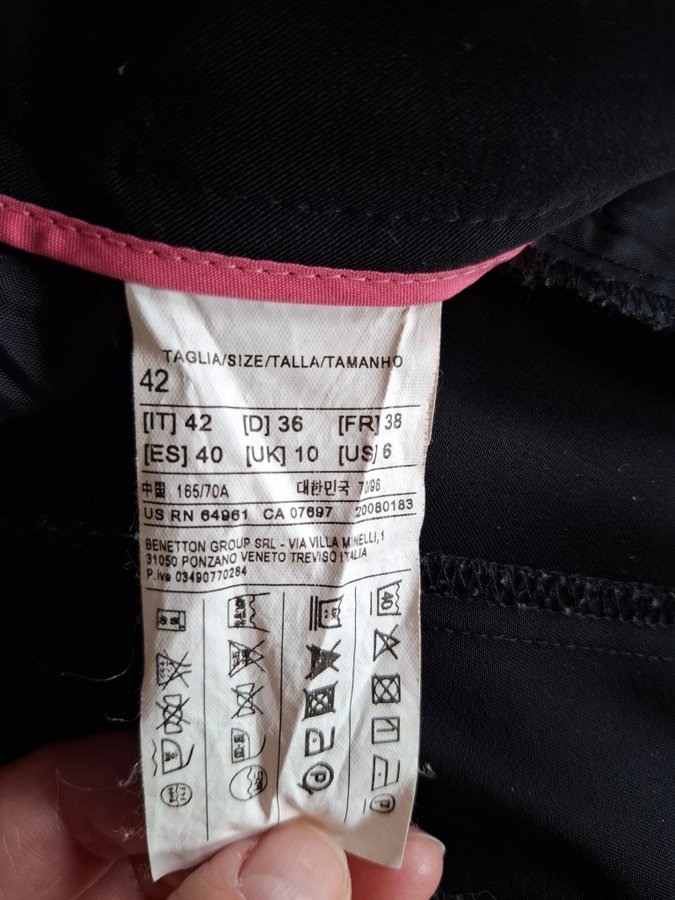 TAGLIA/SIZE/TALLA/TAMANHO
42
[IT] 42 [D] 36 [FR] 38
[ES] 40 [UK] 10 [US] 6
中國 165/70A 대한민국 70/96
US RN 64961 CA 07697 20080183
BENETTON GROUP SRL - VIA VILLA MINELLI,1
31050 PONZANO VENETO TREVISO ITALIA
P.iva 03490770264
40
P
P